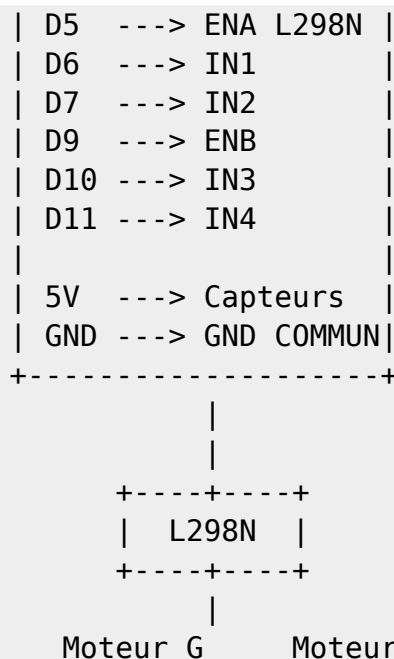 | D5  ---> ENA L298N |
| D6  ---> IN1       |
| D7  ---> IN2       |
| D9  ---> ENB       |
| D10 ---> IN3       |
| D11 ---> IN4       |
|                    |
| 5V  ---> Capteurs  |
| GND ---> GND COMMUN|
+--------------------+
           |
           |
      +----+----+
      |  L298N  |
      +----+----+
           |
   Moteur G     Moteur